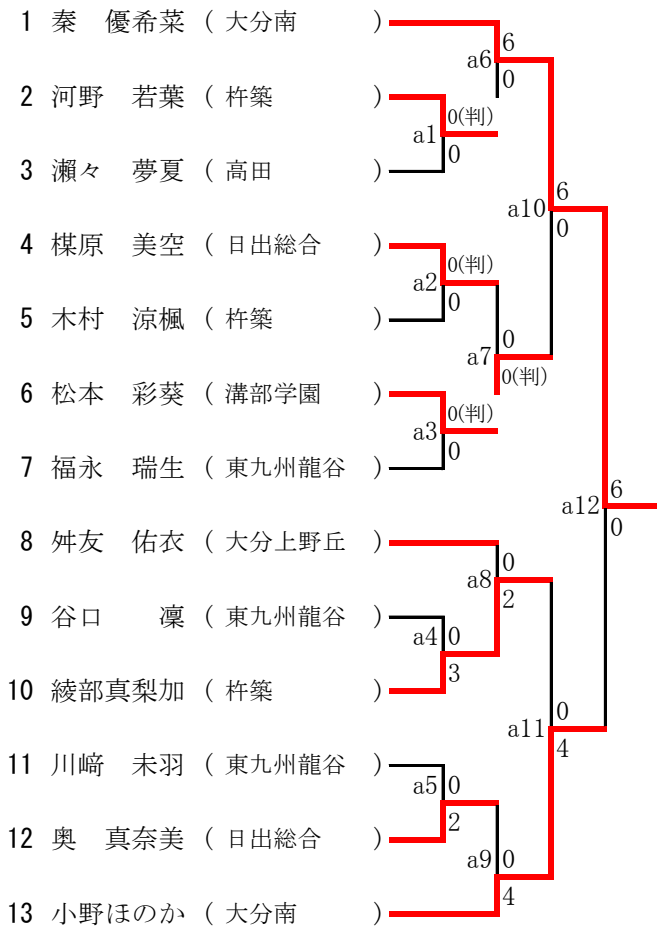 1 秦　優希菜 ( 大分南 )
6
a6
0
2 河野　若葉 ( 杵築 )
0(判)
a1
0
3 瀨々　夢夏 ( 高田 )
6
a10
0
4 樸原　美空 ( 日出総合 )
0(判)
a2
0
5 木村　涼楓 ( 杵築 )
0
a7
0(判)
6 松本　彩葵 ( 溝部学園 )
0(判)
a3
0
7 福永　瑞生 ( 東九州龍谷 )
6
a12
0
8 舛友　佑衣 ( 大分上野丘 )
0
a8
2
9 谷口　凜 ( 東九州龍谷 )
a4
0
3
10 綾部真梨加 ( 杵築 )
0
a11
4
11 川﨑　未羽 ( 東九州龍谷 )
a5
0
2
12 奥　真奈美 ( 日出総合 )
a9
0
4
13 小野ほのか ( 大分南 )